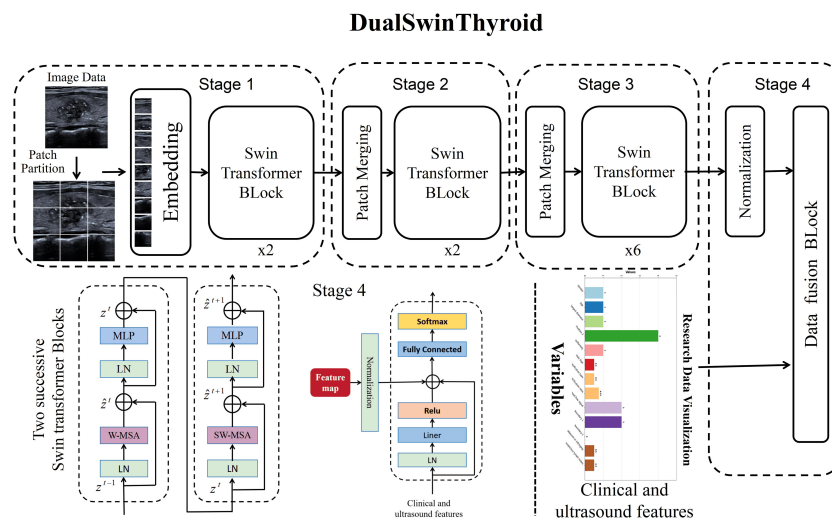 DualSwinThyroid
Image Data
Patch
Partition
Embedding
Stage 1
Swin
Transformer
BLock
x2
Stage 2
Patch Merging
Swin
Transformer
BLock
x2
Stage 3
Patch Merging
Swin
Transformer
BLock
x6
Stage 4
Normalization
Data fusion BLock
Two successive
Swin transformer Blocks
z^t
MLP
LN
ẑ^t
W-MSA
LN
z^{t-1}
ẑ^{t+1}
MLP
LN
ẑ^{t+1}
SW-MSA
LN
z^t
Stage 4
Softmax
Fully Connected
Feature
map
Normalization
Relu
Liner
LN
Clinical and
ultrasound features
Variables
Research Data Visualization
Clinical and
ultrasound features